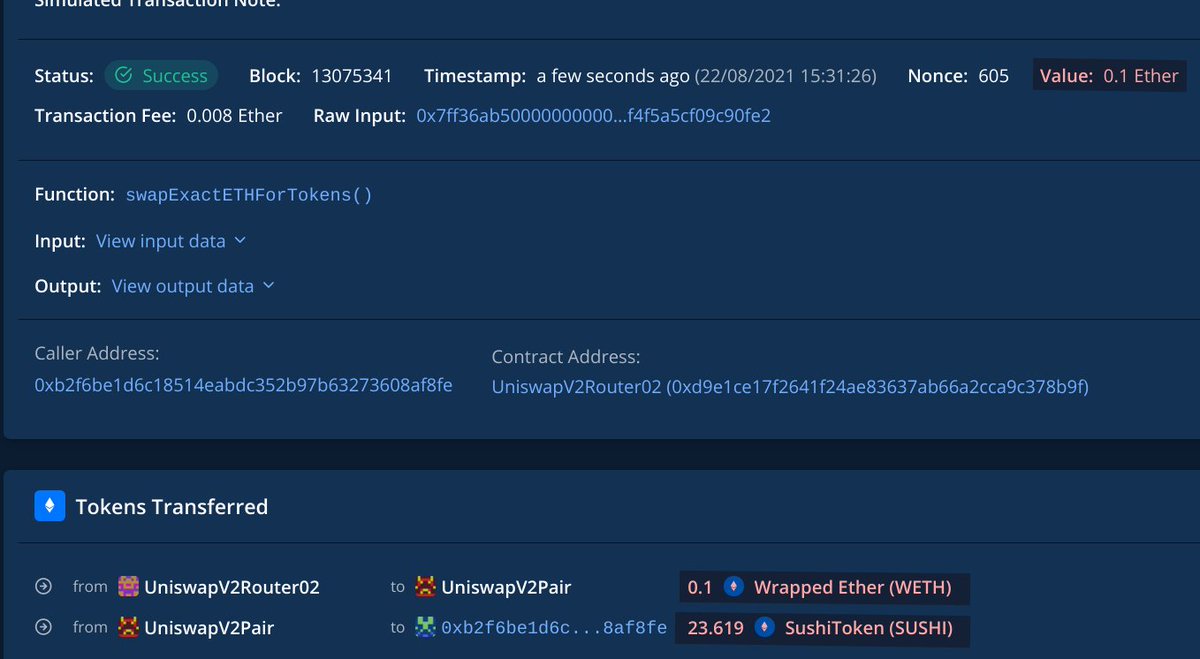 Simulated Transaction Note:
Status: Success Block: 13075341 Timestamp: a few seconds ago (22/08/2021 15:31:26) Nonce: 605 Value: 0.1 Ether
Transaction Fee: 0.008 Ether Raw Input: 0x7ff36ab50000000000...f4f5a5cf09c90fe2
Function: swapExactETHForTokens()
Input: View input data
Output: View output data
Caller Address: Contract Address:
0xb2f6be1d6c18514eabdc352b97b63273608af8fe UniswapV2Router02 (0xd9e1ce17f2641f24ae83637ab66a2cca9c378b9f)
Tokens Transferred
from UniswapV2Router02 to UniswapV2Pair 0.1 Wrapped Ether (WETH)
from UniswapV2Pair to 0xb2f6be1d6c...8af8fe 23.619 SushiToken (SUSHI)